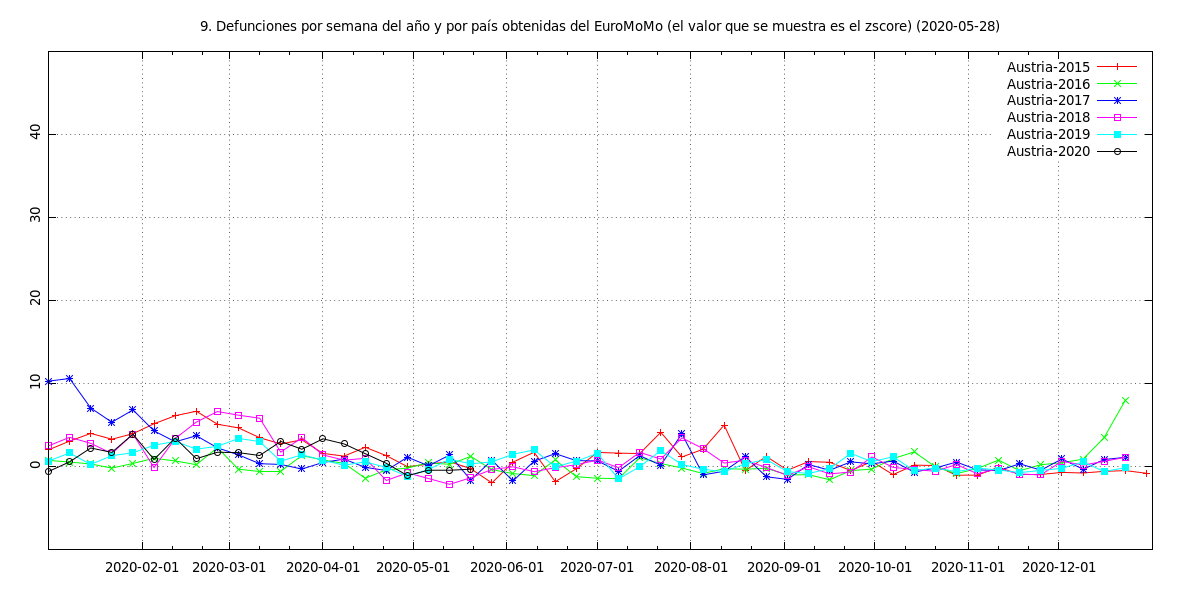 9. Defunciones por semana del año y por país obtenidas del EuroMoMo (el valor que se muestra es el zscore) (2020-05-28)
Austria-2015
Austria-2016
Austria-2017
Austria-2018
Austria-2019
Austria-2020
40
30
20
10
0
2020-02-01 2020-03-01 2020-04-01 2020-05-01 2020-06-01 2020-07-01 2020-08-01 2020-09-01 2020-10-01 2020-11-01 2020-12-01